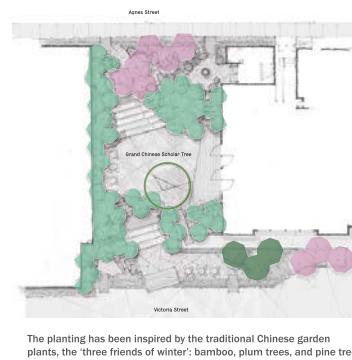 Agnes Street
Grand Chinese Scholar Tree
Victoria Street
The planting has been inspired by the traditional Chinese garden
plants, the ‘three friends of winter’: bamboo, plum trees, and pine tre